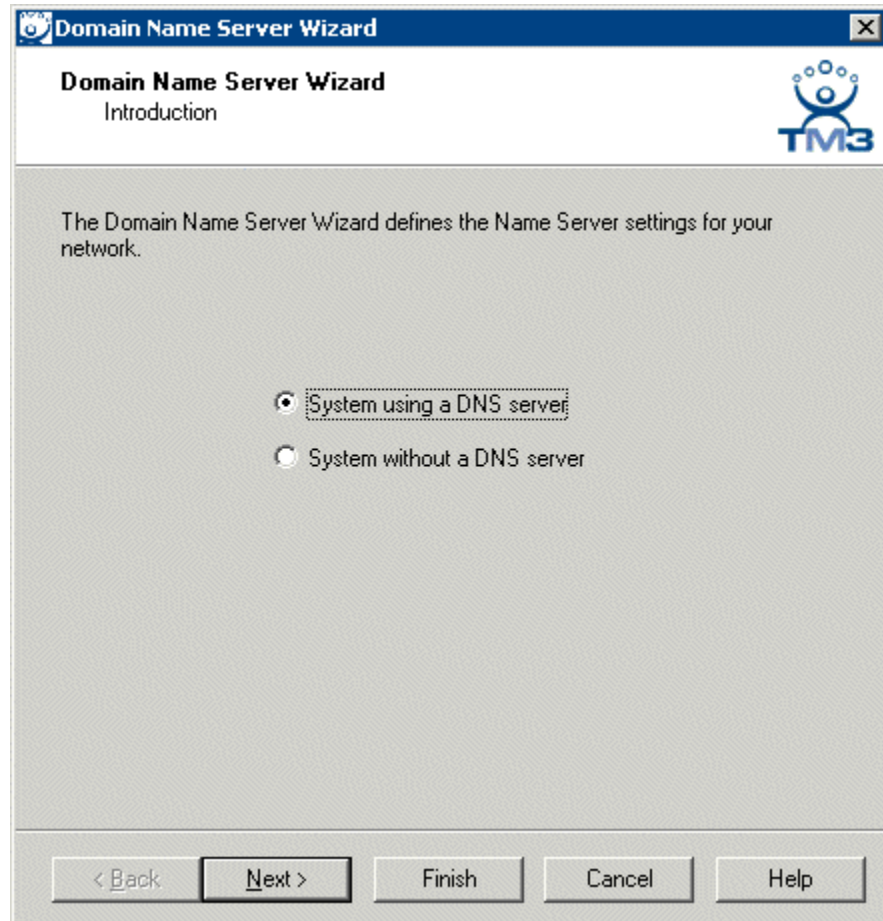 Domain Name Server Wizard
Domain Name Server Wizard
Introduction
TM3
The Domain Name Server Wizard defines the Name Server settings for your
network.
System using a DNS server
System without a DNS server
< Back
Next >
Finish
Cancel
Help